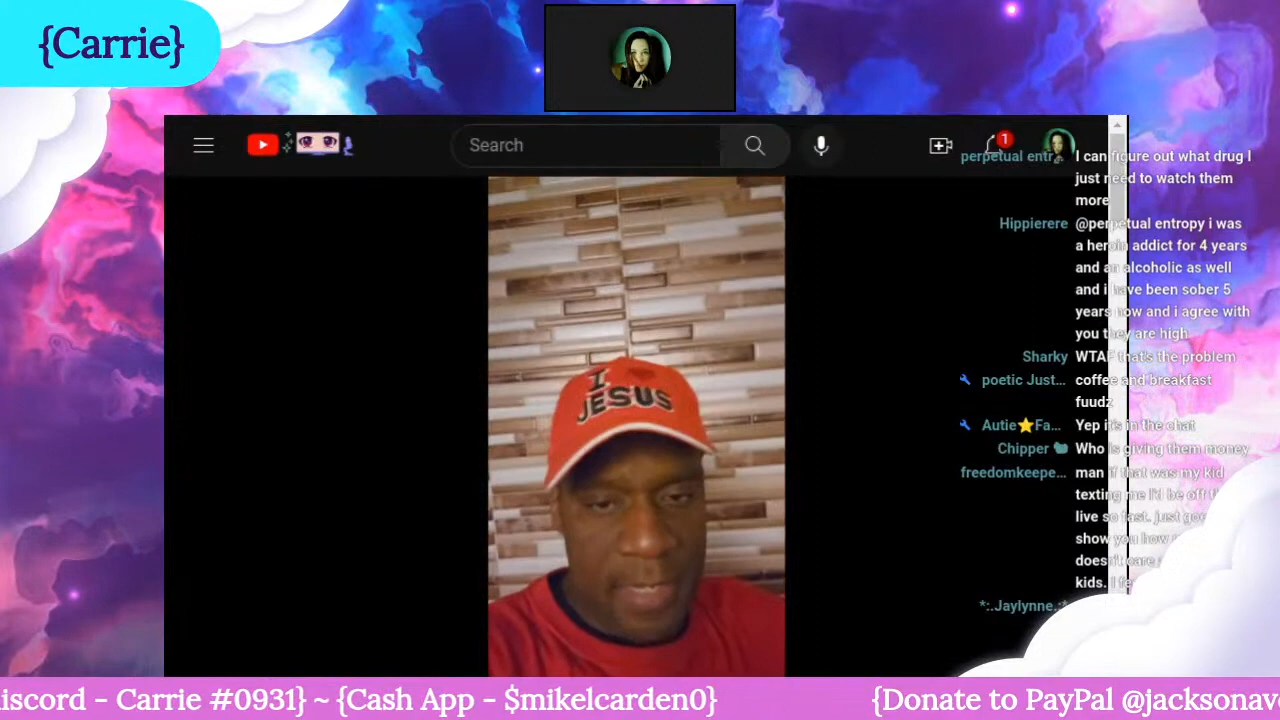 {Carrie}
Search
1
perpetual entr...
I can figure out what drug I
just need to watch them
more
Hippierere
@perpetual entropy i was
a heroin addict for 4 years
and an alcoholic as well
and i have been sober 5
years now and i agree with
you they are high
Sharky
WTAF that's the problem
poetic Just...
coffee and breakfast
fuudz
Autie⭐Fa...
Yep it's in the chat
Chipper
Who is giving them money
freedomkeepe...
man if that was my kid
texting me I'd be off
live so fast. just
show you how
doesn't care
kids. I
*:.Jaylynne.:*
I
JESUS
iscord - Carrie #0931} ~ {Cash App - $mikelcarden0}
{Donate to PayPal @jacksonav